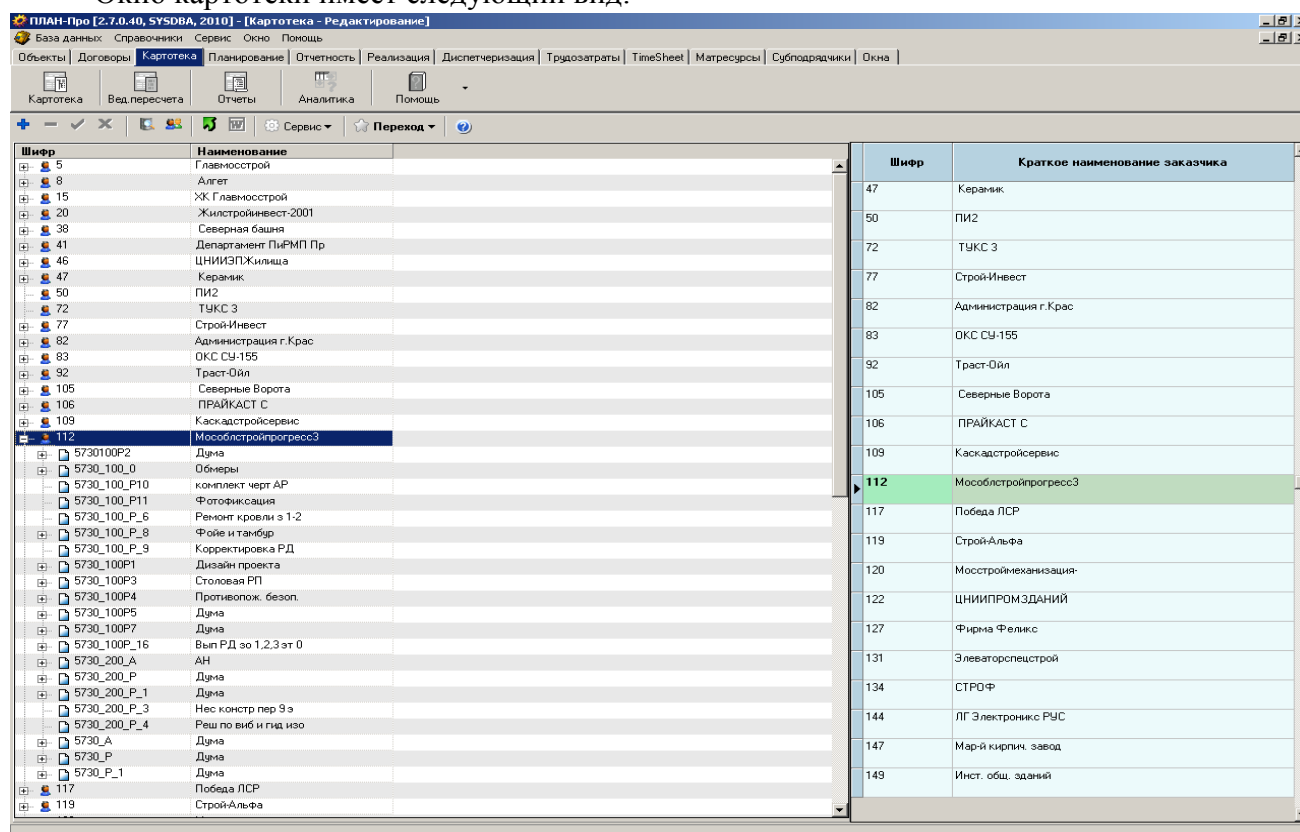 Окно картотеки имеет следующий вид:
ПЛАН-Про [2.7.0.40, SYSDBA, 2010] - [Картотека - Редактирование]
База данных Справочники Сервис Окно Помощь
Объекты Договоры Картотека Планирование Отчетность Реализация Диспетчеризация Трудозатраты TimeSheet Матресурсы Субподрядчики Окна
Картотека Вед.пересчета Отчеты Аналитика Помощь
Сервис Переход
Шифр Наименование
5 Главмосстрой
8 Алгет
15 ХК Главмосстрой
20 Жилстройинвест-2001
38 Северная башня
41 Департамент ПиРМП Пр
46 ЦНИИЭПЖилища
47 Керамик
50 ПИ2
72 ТУКС 3
77 Строй-Инвест
82 Администрация г.Крас
83 ОКС СУ-155
92 Траст-Ойл
105 Северные Ворота
106 ПРАЙКАСТ С
109 Каскадстройсервис
112 Мособлстройпрогресс3
5730100Р2 Дума
5730_100_0 Обмеры
5730_100_Р10 комплект черт АР
5730_100_Р11 Фотофиксация
5730_100_Р_6 Ремонт кровли з 1-2
5730_100_Р_8 Фойе и тамбур
5730_100_Р_9 Корректировка РД
5730_100Р1 Дизайн проекта
5730_100Р3 Столовая РП
5730_100Р4 Противопож. безоп.
5730_100Р5 Дума
5730_100Р7 Дума
5730_100Р_16 Вып РД зо 1,2,3 эт 0
5730_200_А АН
5730_200_Р Дума
5730_200_Р_1 Дума
5730_200_Р_3 Нес констр пер 9 э
5730_200_Р_4 Реш по виб и гид изо
5730_А Дума
5730_Р Дума
5730_Р_1 Дума
117 Победа ЛСР
119 Строй-Альфа
Шифр Краткое наименование заказчика
47 Керамик
50 ПИ2
72 ТУКС 3
77 Строй-Инвест
82 Администрация г.Крас
83 ОКС СУ-155
92 Траст-Ойл
105 Северные Ворота
106 ПРАЙКАСТ С
109 Каскадстройсервис
112 Мособлстройпрогресс3
117 Победа ЛСР
119 Строй-Альфа
120 Мосстроймеханизация-
122 ЦНИИПРОМЗДАНИЙ
127 Фирма Феликс
131 Элеваторспецстрой
134 СТРОФ
144 ЛГ Электроникс РУС
147 Мар-й кирпич. завод
149 Инст. общ. зданий